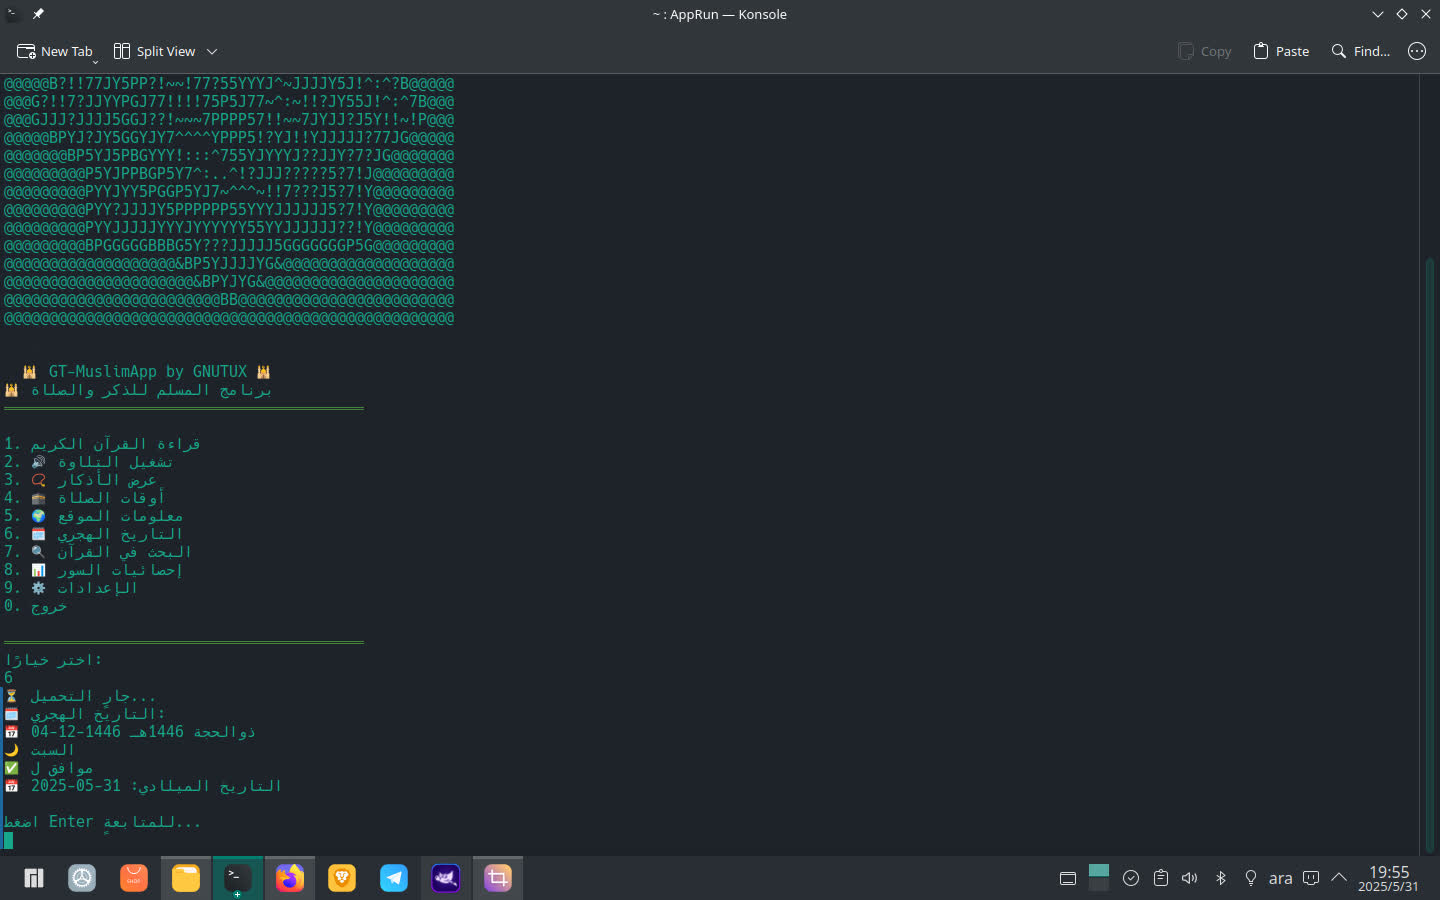 ~ : AppRun — Konsole
New Tab
Split View
Copy
Paste
Find...
@@@@@B?!!77JY5PP?!~~!77?55YYYJ^~JJJJY5J!^:^?B@@@@@
@@@G?!!7?JJYYPGJ77!!!!75P5J77~^:~!!?JY55J!^:^7B@@@
@@@GJJJ?JJJJ5GGJ??!~~~7PPPP57!!~~7JYJJ?J5Y!!~!P@@@
@@@@@BPYJ?JY5GGYJY7^^^^YPPP5!?YJ!!YJJJJJ?77JG@@@@@
@@@@@@@BP5YJ5PBGYYY!:::^755YJYYYJ??JJY?7?JG@@@@@@@
@@@@@@@@@P5YJPPBGP5Y7^:..^!?JJJ?????5?7!J@@@@@@@@@
@@@@@@@@@PYYJYY5PGGP5YJ7~^^^~!!7???J5?7!Y@@@@@@@@@
@@@@@@@@@PYY?JJJJY5PPPPPP55YYYJJJJJJ5?7!Y@@@@@@@@@
@@@@@@@@@PYYJJJJJYYYJYYYYYY55YYJJJJJJ??!Y@@@@@@@@@
@@@@@@@@@BPGGGGGBBBG5Y???JJJJJ5GGGGGGGP5G@@@@@@@@@
@@@@@@@@@@@@@@@@@@@&BP5YJJJJYG&@@@@@@@@@@@@@@@@@@@
@@@@@@@@@@@@@@@@@@@@@&BPYJYG&@@@@@@@@@@@@@@@@@@@@@
@@@@@@@@@@@@@@@@@@@@@@@@BB@@@@@@@@@@@@@@@@@@@@@@@@
@@@@@@@@@@@@@@@@@@@@@@@@@@@@@@@@@@@@@@@@@@@@@@@@@@
🕌 GT-MuslimApp by GNUTUX 🕌
🕌 برنامج المسلم للذكر والصلاة
1. قراءة القرآن الكريم
2. 🔊 تشغيل التلاوة
3. 📿 عرض الأذكار
4. 🕋 أوقات الصلاة
5. 🌍 معلومات الموقع
6. 🗓️ التاريخ الهجري
7. 🔍 البحث في القرآن
8. 📊 إحصائيات السور
9. ⚙️ الإعدادات
0. خروج
اختر خيارًا:
6
⏳ جارٍ التحميل...
🗓️ التاريخ الهجري:
📅 04-12-1446 ذوالحجة 1446هـ
🌙 السبت
✅ موافق ل
📅 التاريخ الميلادي: 31-05-2025
اضغط Enter للمتابعة...
ara
19:55
2025/5/31